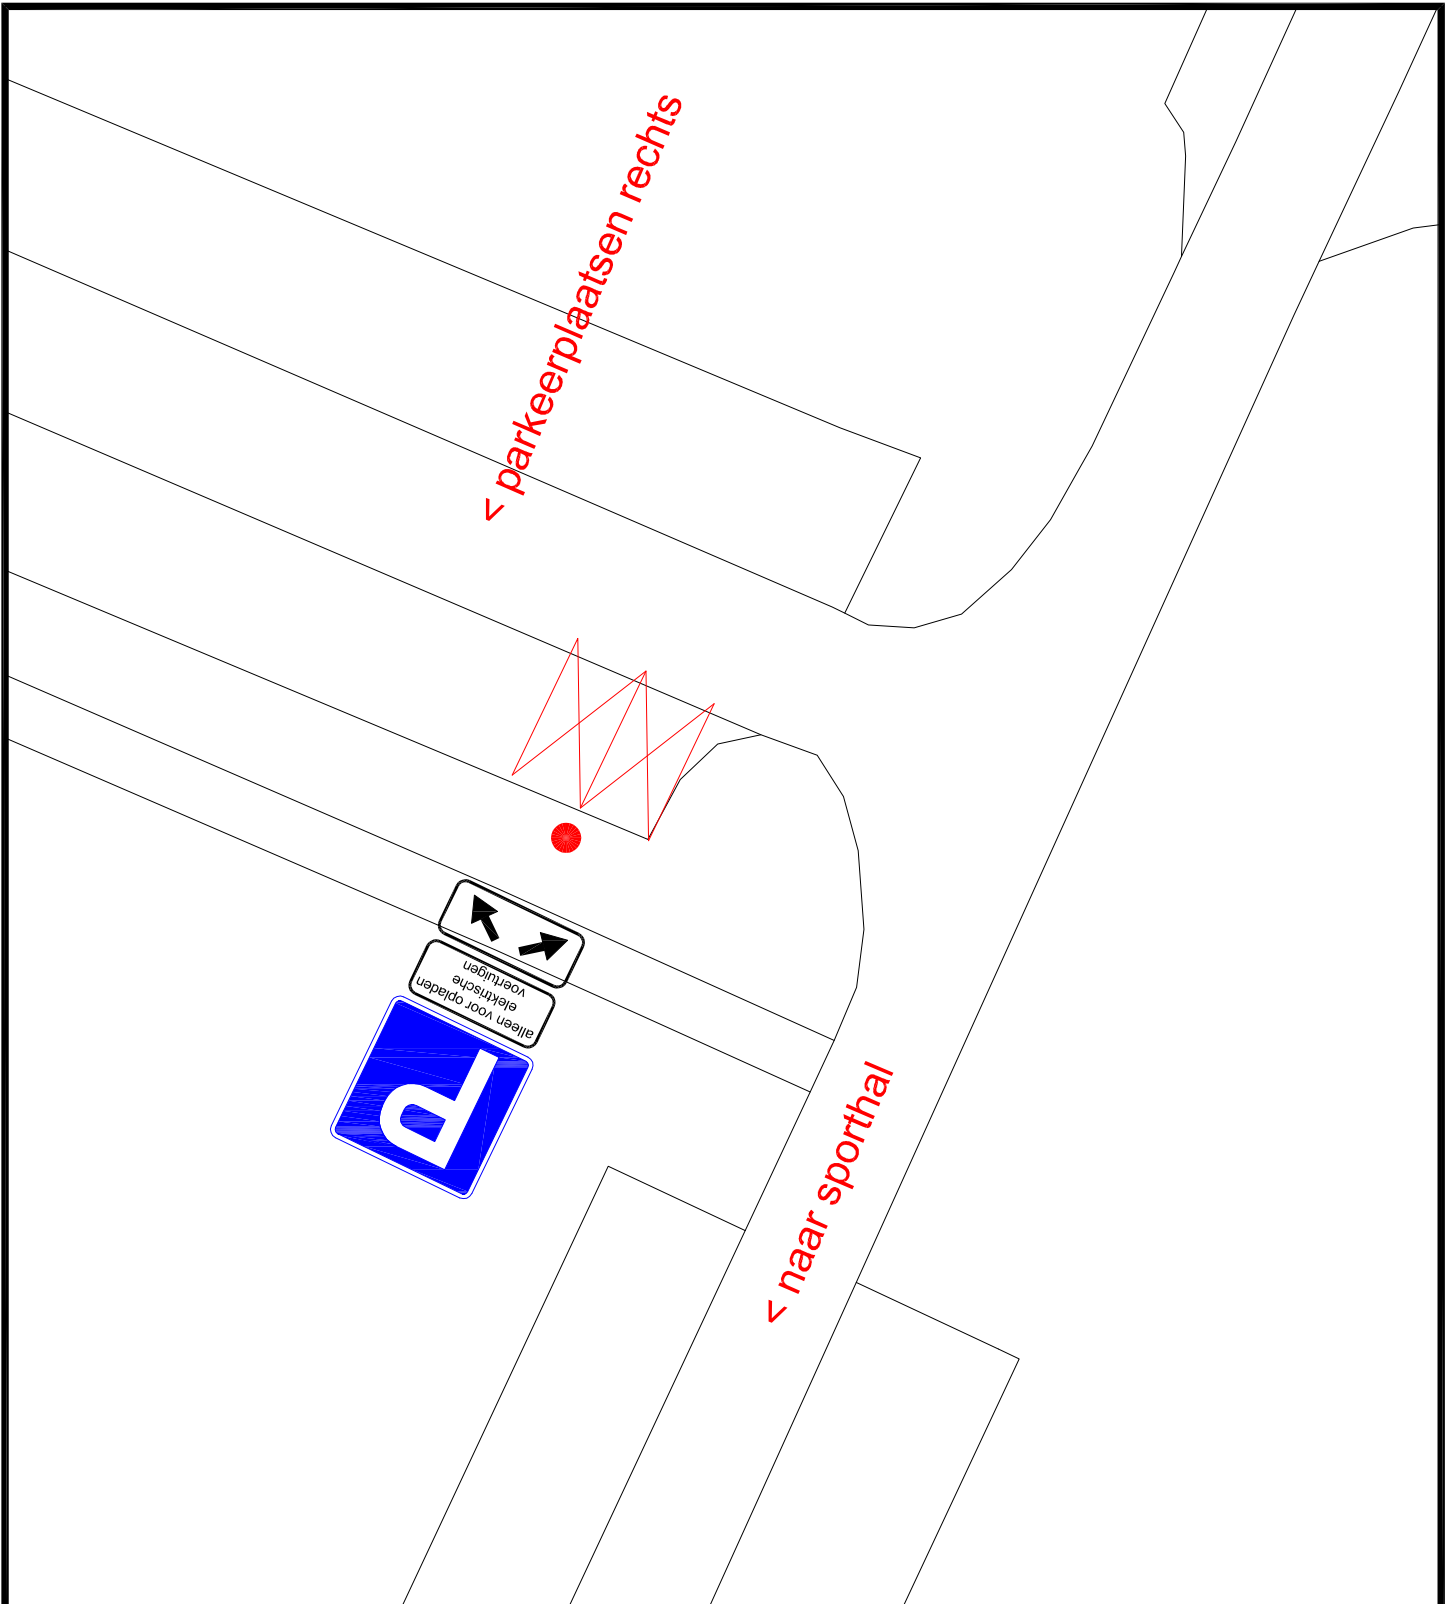 < parkeerplaatsen rechts
P
alleen voor opladen
elektrische
voertuigen
< naar sporthal